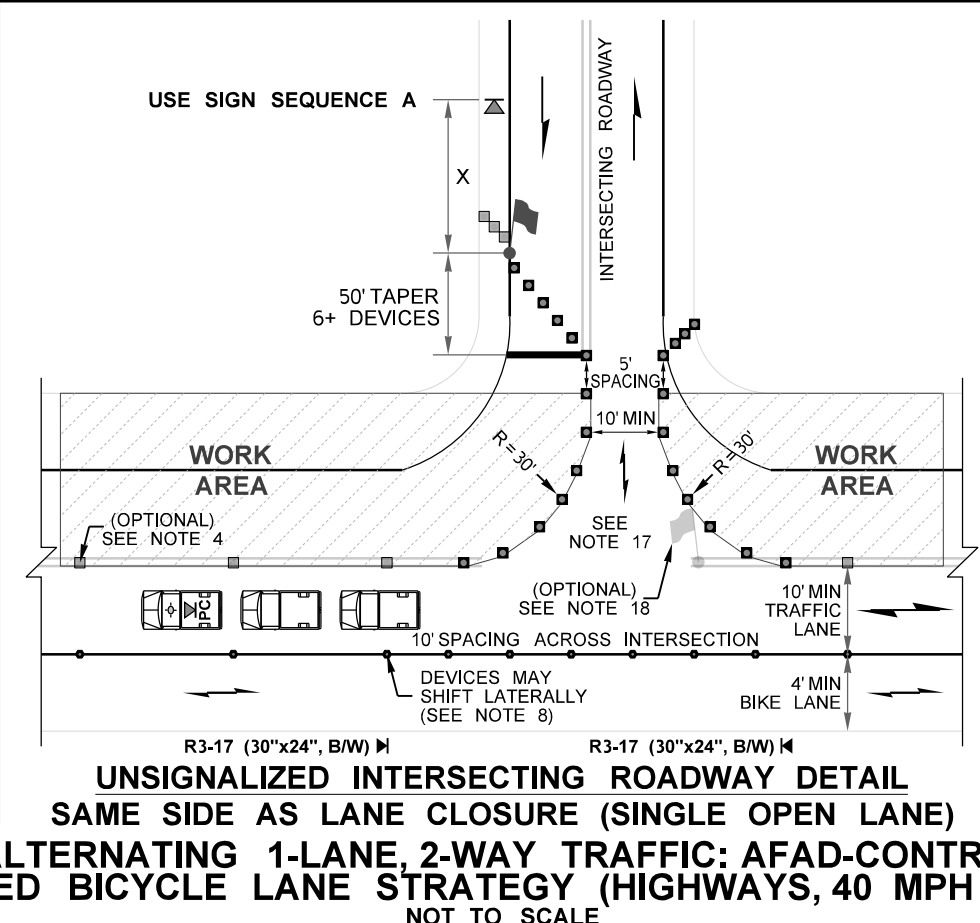 USE SIGN SEQUENCE A
X
INTERSECTING ROADWAY
50' TAPER
6+ DEVICES
5'
SPACING
10' MIN
WORK
AREA
R=30'
R=30'
WORK
AREA
(OPTIONAL)
SEE NOTE 4
SEE
NOTE 17
(OPTIONAL)
SEE NOTE 18
10' MIN
TRAFFIC
LANE
PC
10' SPACING ACROSS INTERSECTION
DEVICES MAY
SHIFT LATERALLY
(SEE NOTE 8)
4' MIN
BIKE LANE
R3-17 (30"x24", B/W)
R3-17 (30"x24", B/W)
UNSIGNALIZED INTERSECTING ROADWAY DETAIL
SAME SIDE AS LANE CLOSURE (SINGLE OPEN LANE)
ALTERNATING 1-LANE, 2-WAY TRAFFIC: AFAD-CONTR
ED BICYCLE LANE STRATEGY (HIGHWAYS, 40 MPH
NOT TO SCALE